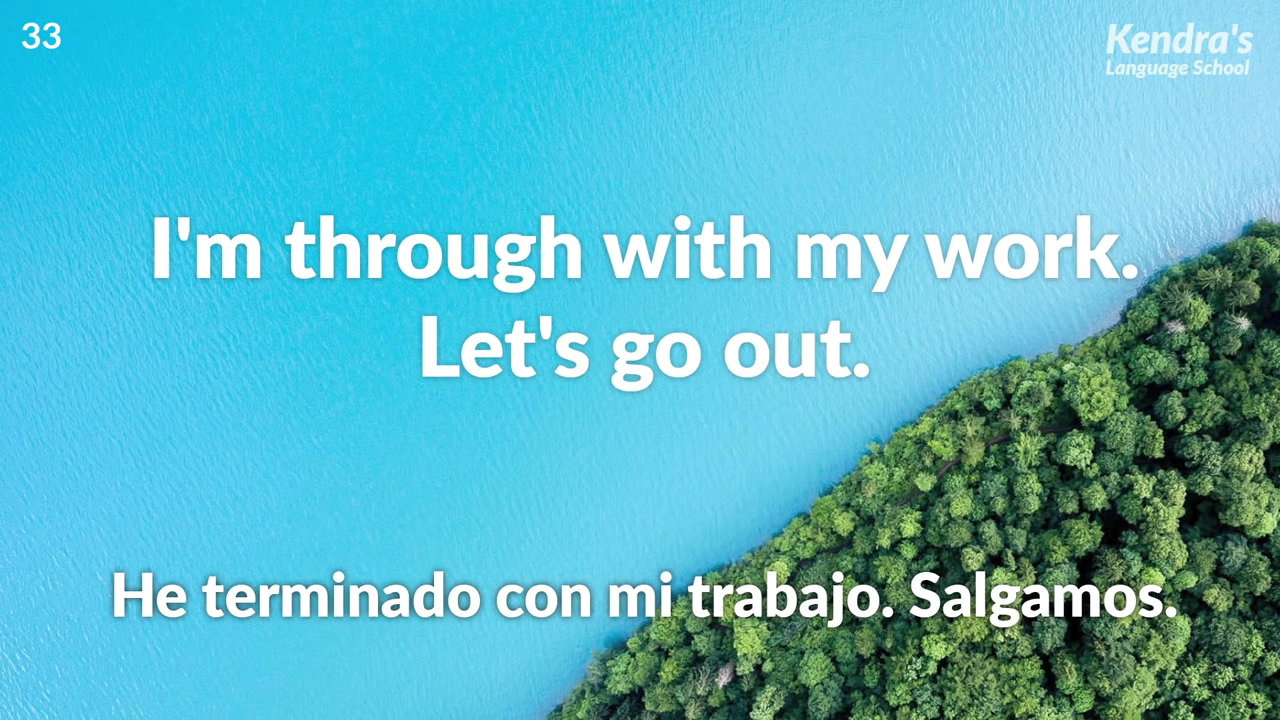 33
Kendra's
Language School
I'm through with my work.
Let's go out.
He terminado con mi trabajo. Salgamos.